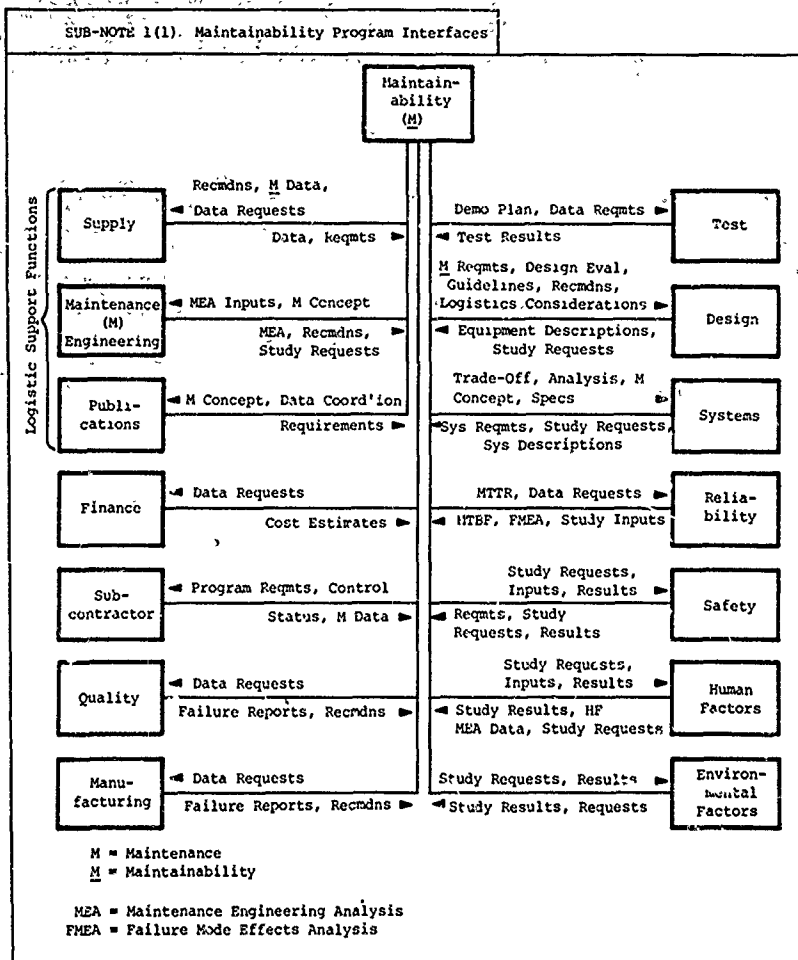 SUB-NOTE 1(1). Maintainability Program Interfaces
Maintain-
ability
(M)
Logistic Support Functions
Supply
Recmdns, M Data,
Data Requests
Data, Reqmts
Demo Plan, Data Reqmts
Test Results
Test
Maintenance
(M)
Engineering
MEA Inputs, M Concept
MEA, Recmdns,
Study Requests
M Reqmts, Design Eval,
Guidelines, Recmdns,
Logistics Considerations
Equipment Descriptions,
Study Requests
Design
Publi-
cations
M Concept, Data Coord'ion
Requirements
Trade-Off, Analysis, M
Concept, Specs
Sys Reqmts, Study Requests,
Sys Descriptions
Systems
Finance
Data Requests
Cost Estimates
MTTR, Data Requests
MTBF, FMEA, Study Inputs
Relia-
bility
Sub-
contractor
Program Reqmts, Control
Status, M Data
Study Requests,
Inputs, Results
Reqmts, Study
Requests, Results
Safety
Quality
Data Requests
Failure Reports, Recmdns
Study Requests,
Inputs, Results
Study Results, HF
MEA Data, Study Requests
Human
Factors
Manu-
facturing
Data Requests
Failure Reports, Recmdns
Study Requests, Results
Study Results, Requests
Environ-
mental
Factors
M = Maintenance
M = Maintainability
MEA = Maintenance Engineering Analysis
FMEA = Failure Mode Effects Analysis